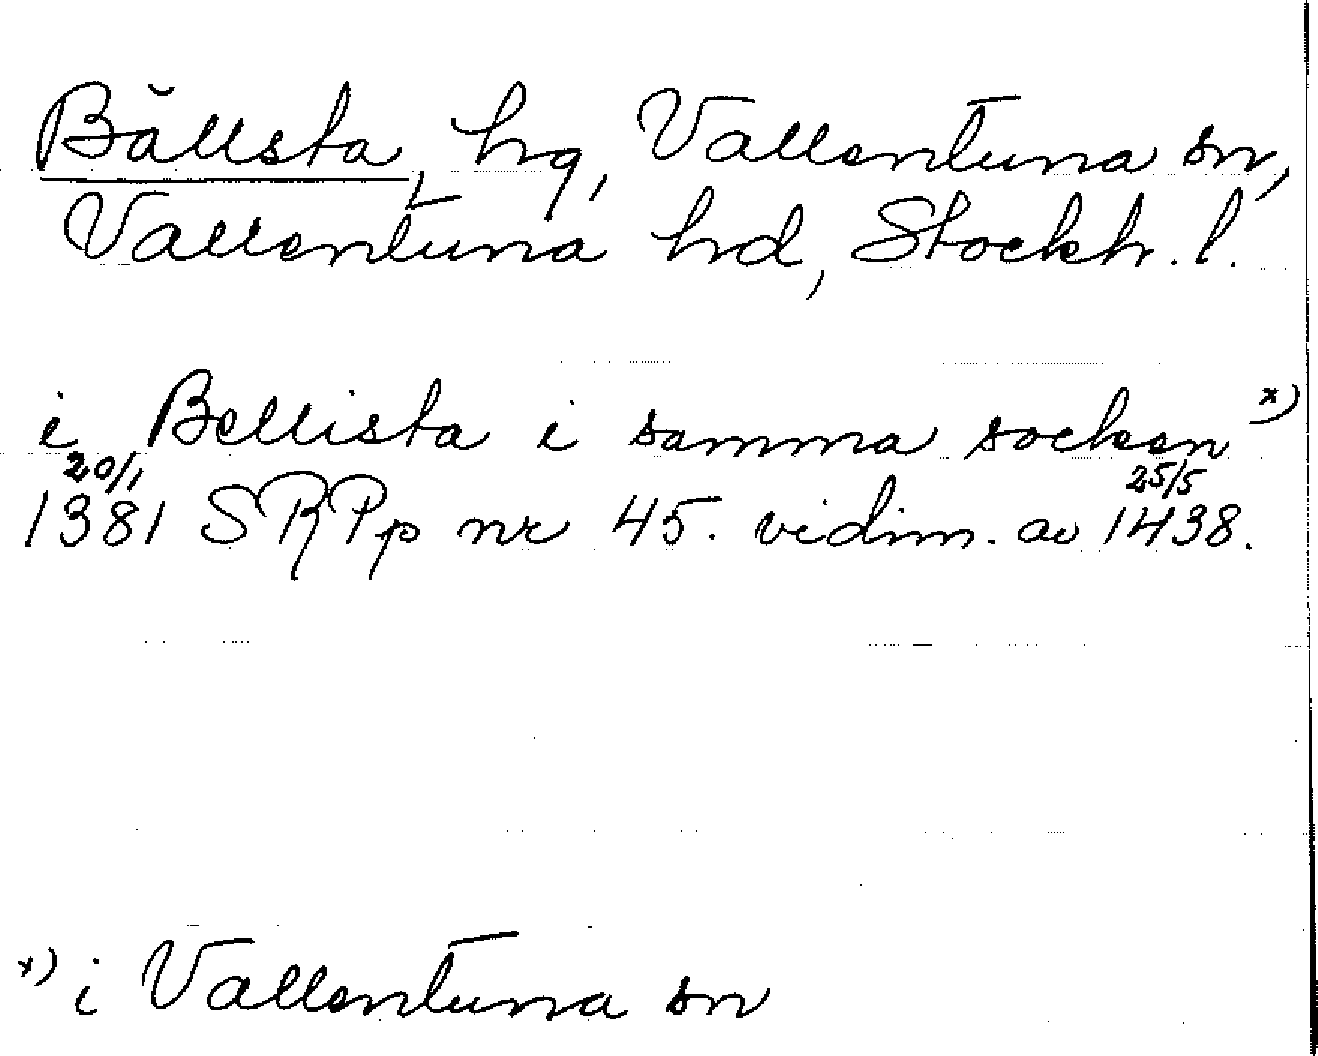 Bällsta, hg, Vallentuna sn,
Vallentuna hd, Stockh. l.
i Bellista i samma socken x)
20/1 25/5
1381 SRPp nr 45. vidim. av 1438.
x) i Vallentuna sn